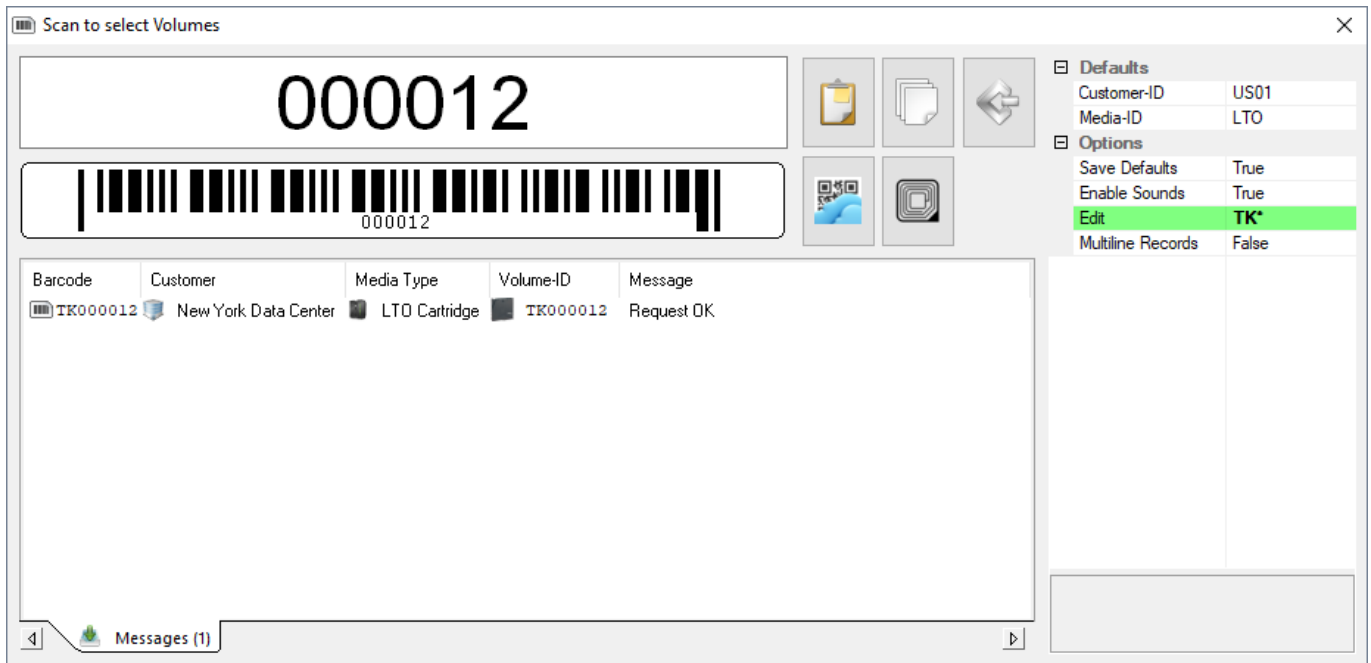 Scan to select Volumes
000012
000012
Barcode Customer Media Type Volume-ID Message
TK000012 New York Data Center LTO Cartridge TK000012 Request OK
Messages (1)
Defaults
Customer-ID US01
Media-ID LTO
Options
Save Defaults True
Enable Sounds True
Edit TK*
Multiline Records False